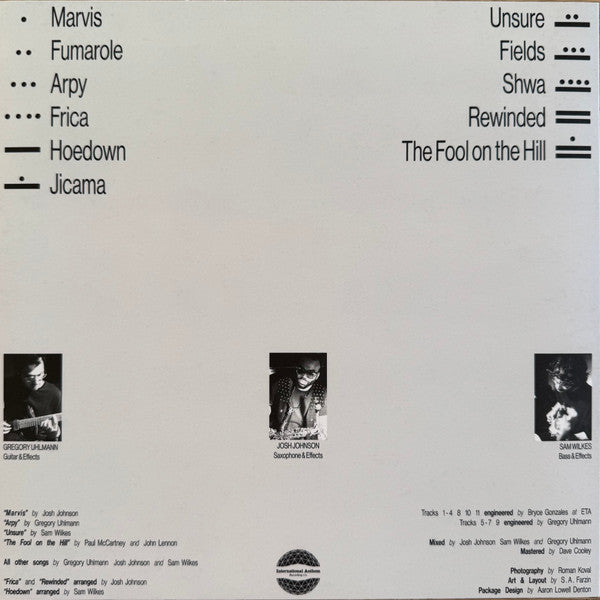 Marvis
Fumarole
Arpy
Frica
Hoedown
Jicama
Unsure
Fields
Shwa
Rewinded
The Fool on the Hill
GREGORY UHLMANN
Guitar & Effects
JOSH JOHNSON
Saxophone & Effects
SAM WILKES
Bass & Effects
"Marvis" by Josh Johnson
"Arpy" by Gregory Uhlmann
"Unsure" by Sam Wilkes
"The Fool on the Hill" by Paul McCartney and John Lennon
All other songs by Gregory Uhlmann Josh Johnson and Sam Wilkes
"Frica" and "Rewinded" arranged by Josh Johnson
"Hoedown" arranged by Sam Wilkes
International Anthem
Recording Co.
Tracks 1-4 8 10 11 engineered by Bryce Gonzales at ETA
Tracks 5-7 9 engineered by Gregory Uhlmann
Mixed by Josh Johnson Sam Wilkes and Gregory Uhlmann
Mastered by Dave Cooley
Photography by Roman Koval
Art & Layout by S.A. Farzin
Package Design by Aaron Lowell Denton